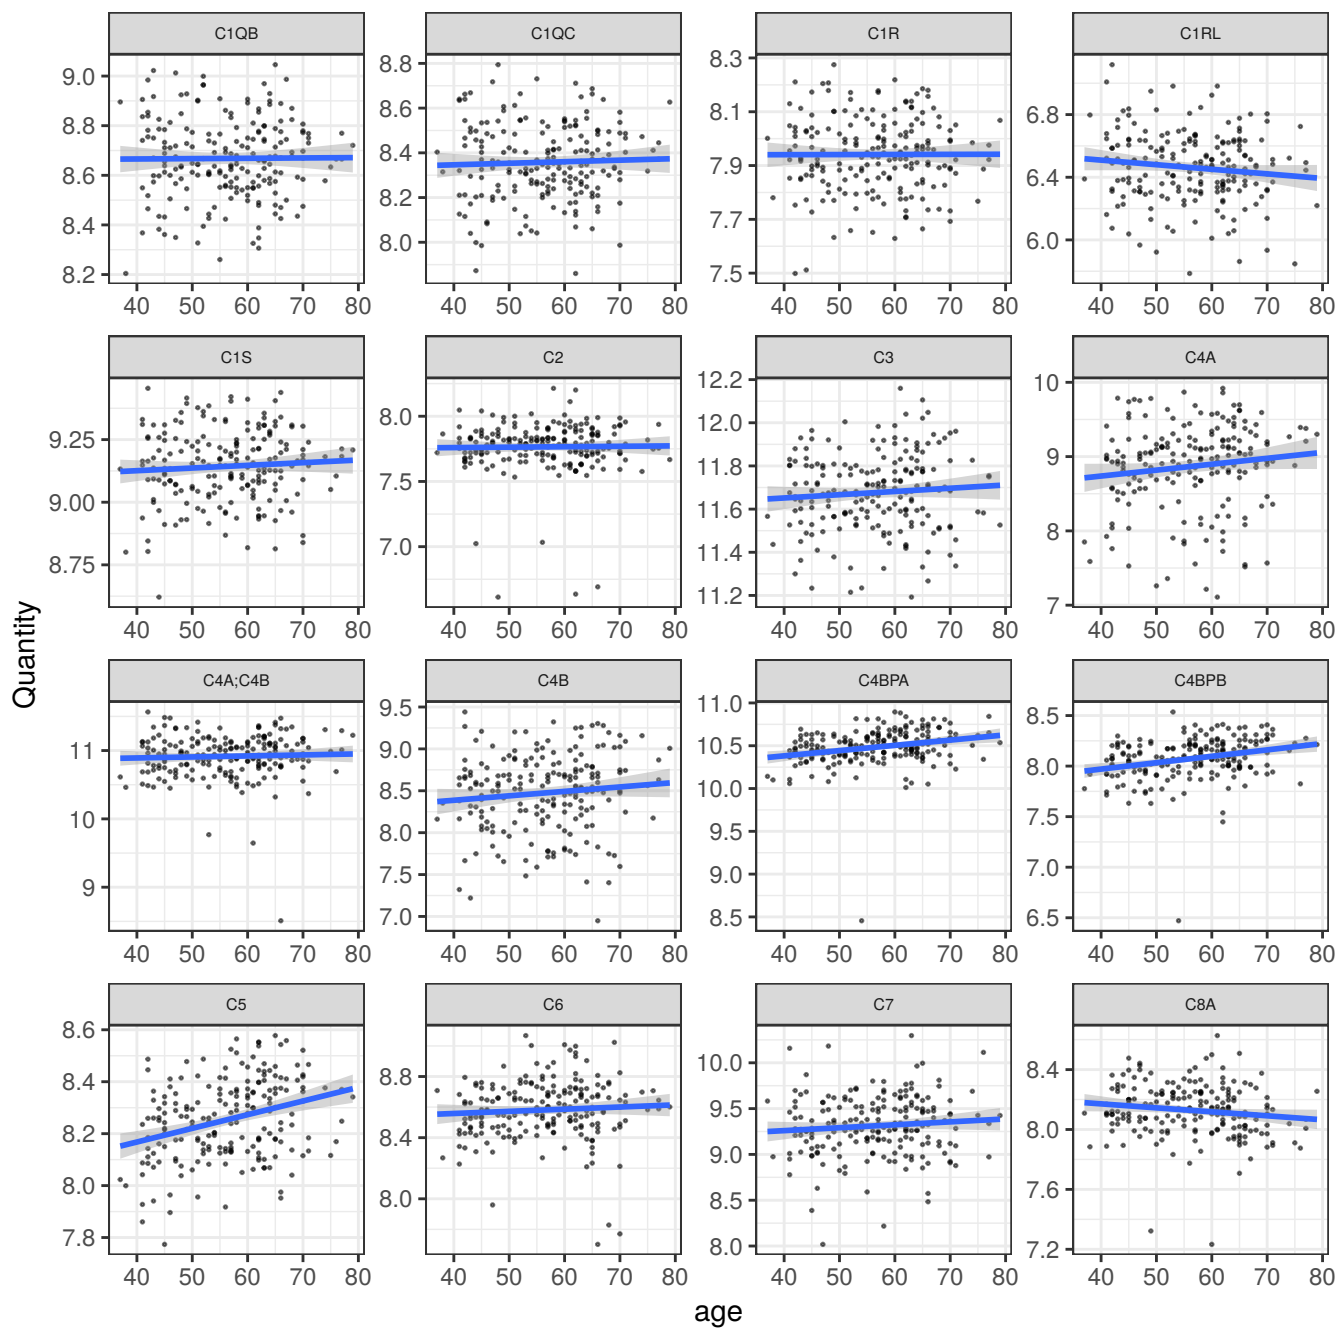 C1QB C1QC C1R C1RL
9.0 8.8 8.6 8.4 8.2
8.8 8.6 8.4 8.2 8.0
8.3 8.1 7.9 7.7 7.5
6.8 6.4 6.0
40 50 60 70 80 40 50 60 70 80 40 50 60 70 80 40 50 60 70 80
C1S C2 C3 C4A
9.25 9.00 8.75
8.0 7.5 7.0
12.2 12.0 11.8 11.6 11.4 11.2
10 9 8 7
40 50 60 70 80 40 50 60 70 80 40 50 60 70 80 40 50 60 70 80
Quantity
C4A;C4B C4B C4BPA C4BPB
11 10 9
9.5 9.0 8.5 8.0 7.5 7.0
11.0 10.5 10.0 9.5 9.0 8.5
8.5 8.0 7.5 7.0 6.5
40 50 60 70 80 40 50 60 70 80 40 50 60 70 80 40 50 60 70 80
C5 C6 C7 C8A
8.6 8.4 8.2 8.0 7.8
8.8 8.4 8.0
10.0 9.5 9.0 8.5 8.0
8.4 8.0 7.6 7.2
40 50 60 70 80 40 50 60 70 80 40 50 60 70 80 40 50 60 70 80
age